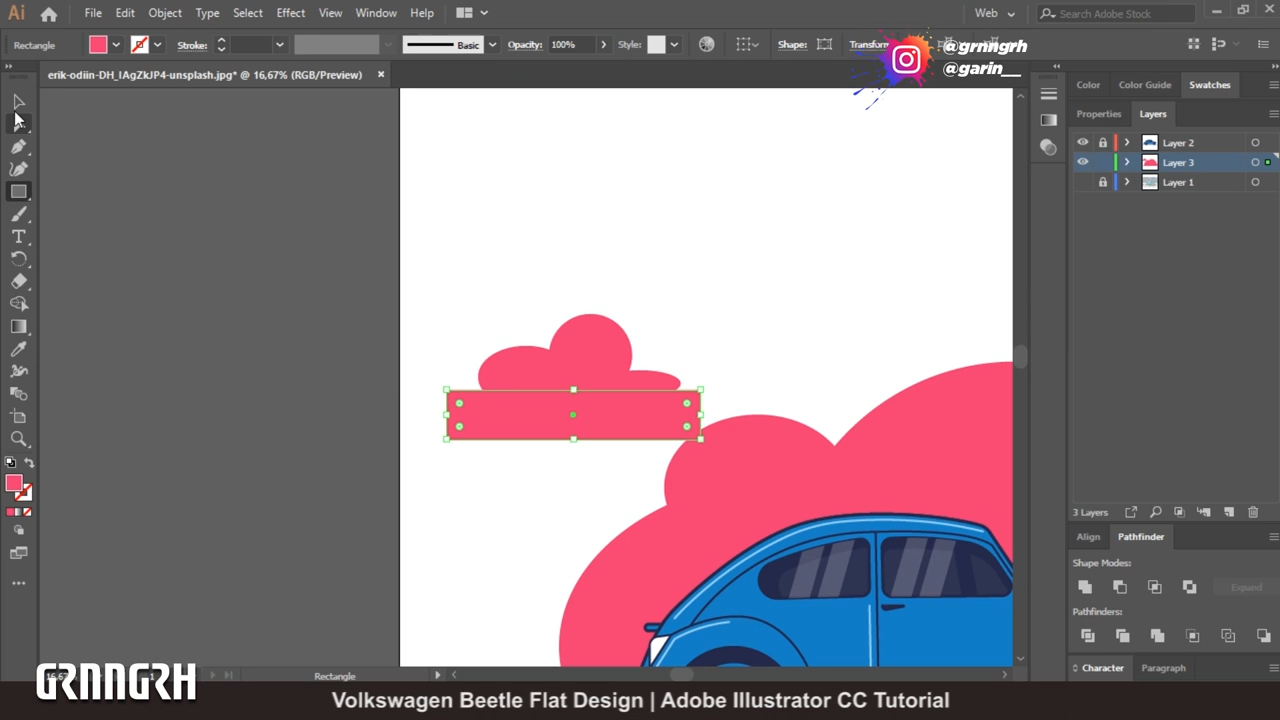 Ai File Edit Object Type Select Effect View Window Help Web Search Adobe Stock
Rectangle Stroke: Basic Opacity: 100% Style: Shape: Transform
@grnngrh
@garin__
erik-odiin-DH_IAgZkJP4-unsplash.jpg* @ 16,67% (RGB/Preview)
Color Color Guide Swatches
Properties Layers
Layer 2
Layer 3
Layer 1
3 Layers
Align Pathfinder
Shape Modes:
Expand
Pathfinders:
Character Paragraph
Rectangle
GRNNGRH
Volkswagen Beetle Flat Design | Adobe Illustrator CC Tutorial